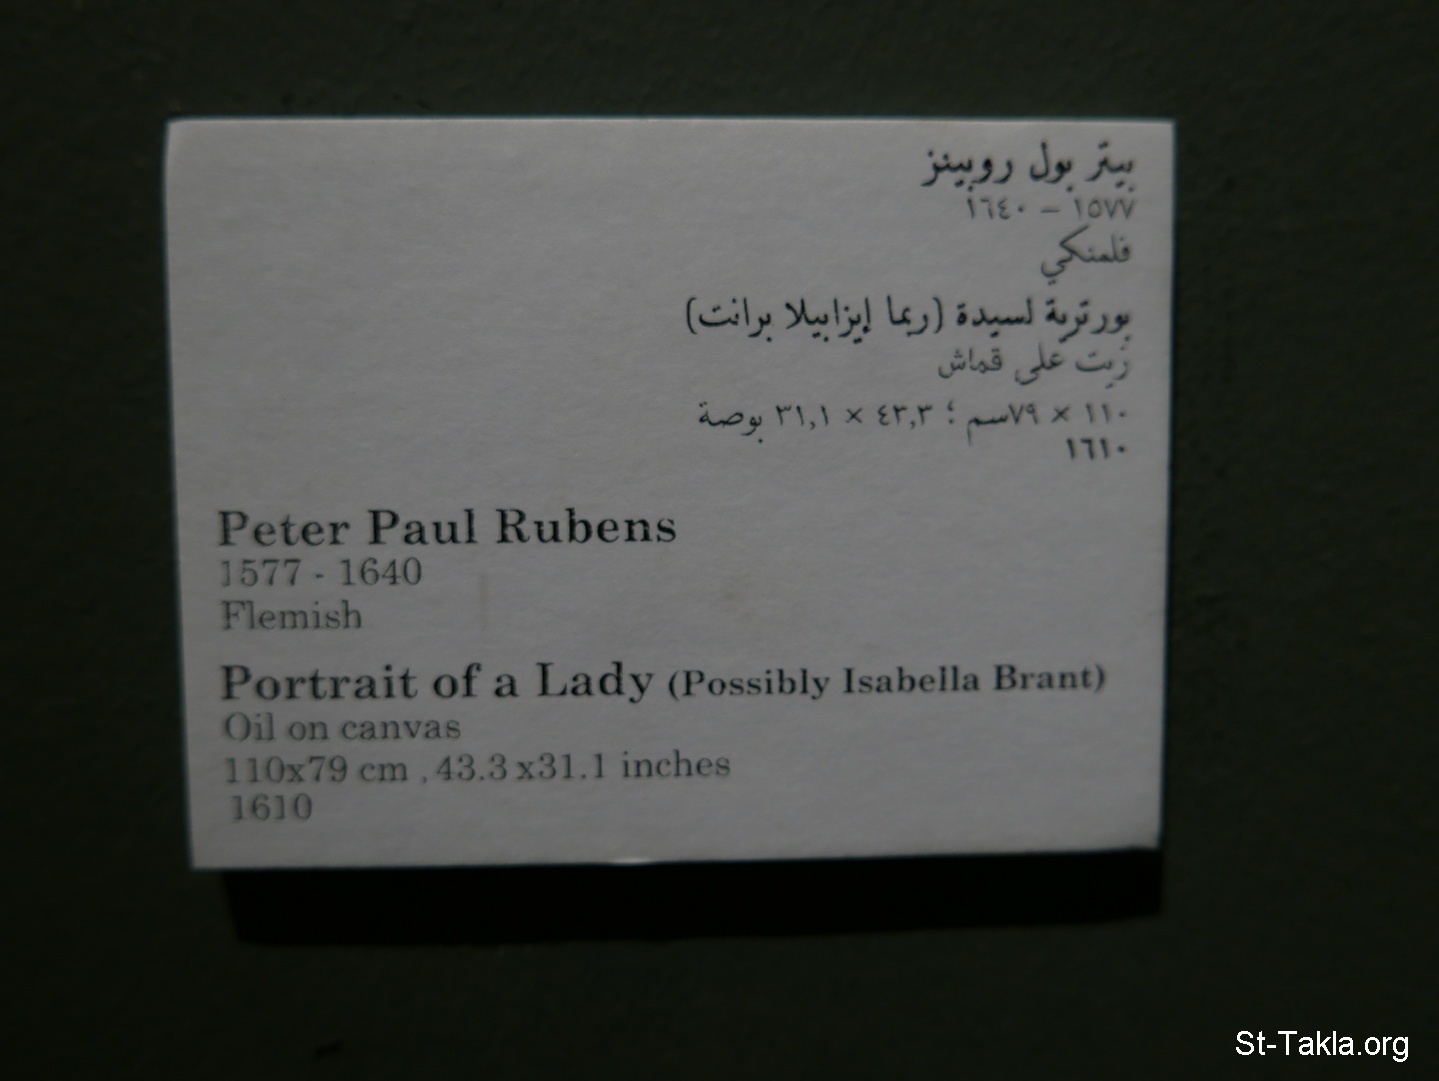 بيتر بول روبينز
١٥٧٧ – ١٦٤٠
فلمنكي
بورترية لسيدة (ربما إيزابيلا برانت)
زيت على قماش
١١٠ × ٧٩سم ؛ ٤٣,٣ × ٣١,١ بوصة
١٦١٠
Peter Paul Rubens
1577 - 1640
Flemish
Portrait of a Lady (Possibly Isabella Brant)
Oil on canvas
110x79 cm , 43.3 x31.1 inches
1610
St-Takla.org